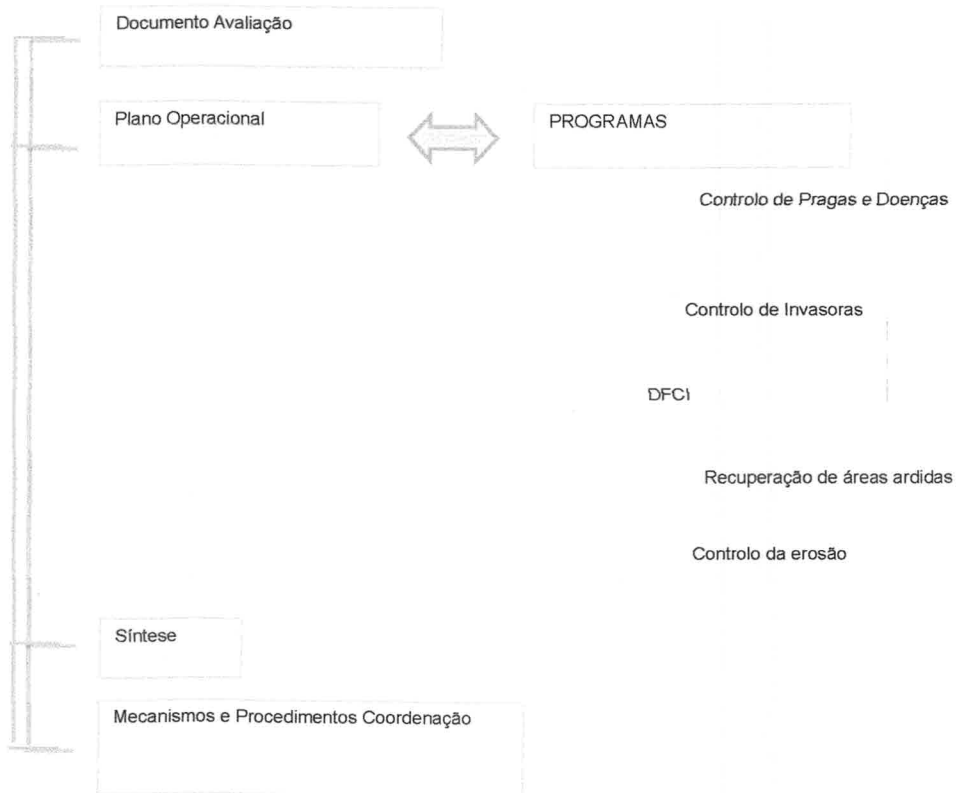 Documento Avaliação
Plano Operacional
PROGRAMAS
Controlo de Pragas e Doenças
Controlo de Invasoras
DFCI
Recuperação de áreas ardidas
Controlo da erosão
Síntese
Mecanismos e Procedimentos Coordenação